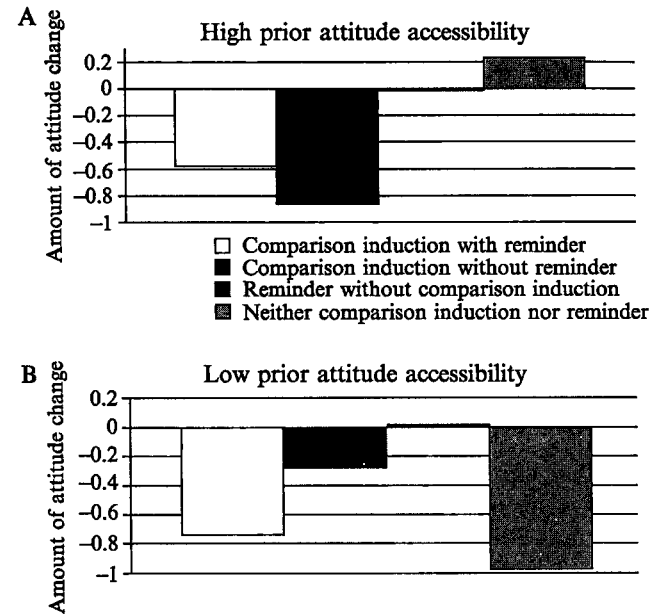 A
High prior attitude accessibility
Amount of attitude change
0.2
0
−0.2
−0.4
−0.6
−0.8
−1
Comparison induction with reminder
Comparison induction without reminder
Reminder without comparison induction
Neither comparison induction nor reminder
B
Low prior attitude accessibility
Amount of attitude change
0.2
0
−0.2
−0.4
−0.6
−0.8
−1